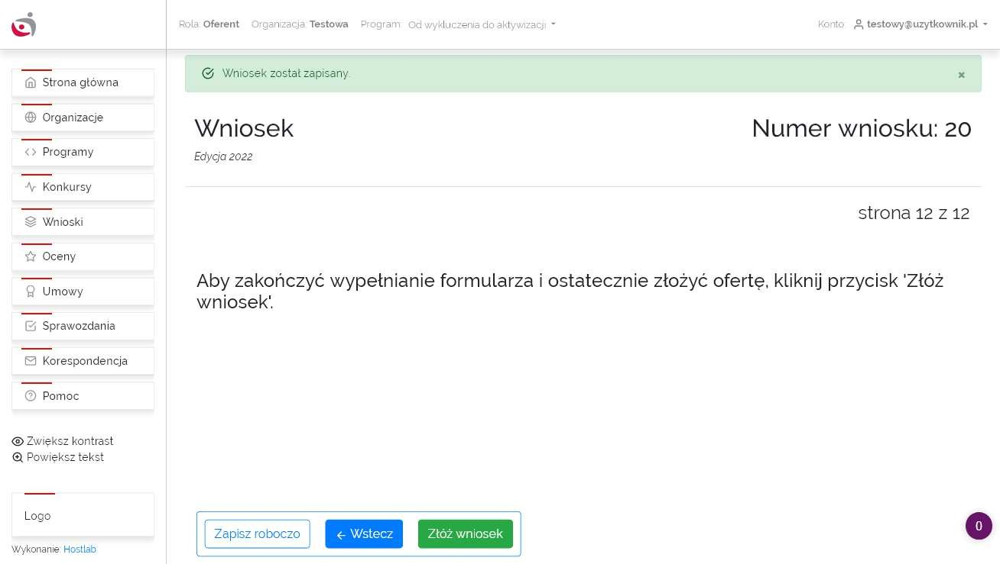 Rola: Oferent Organizacja: Testowa Program: Od wykluczenia do aktywizacji Konto: testowy@uzytkownik.pl
Strona główna
Organizacje
Programy
Konkursy
Wnioski
Oceny
Umowy
Sprawozdania
Korespondencja
Pomoc
Zwiększ kontrast
Powiększ tekst
Logo
Wykonanie: Hostlab
Wniosek został zapisany. ×
Wniosek Numer wniosku: 20
Edycja 2022
strona 12 z 12
Aby zakończyć wypełnianie formularza i ostatecznie złożyć ofertę, kliknij przycisk 'Złóż
wniosek'.
Zapisz roboczo ← Wstecz Złóż wniosek
0